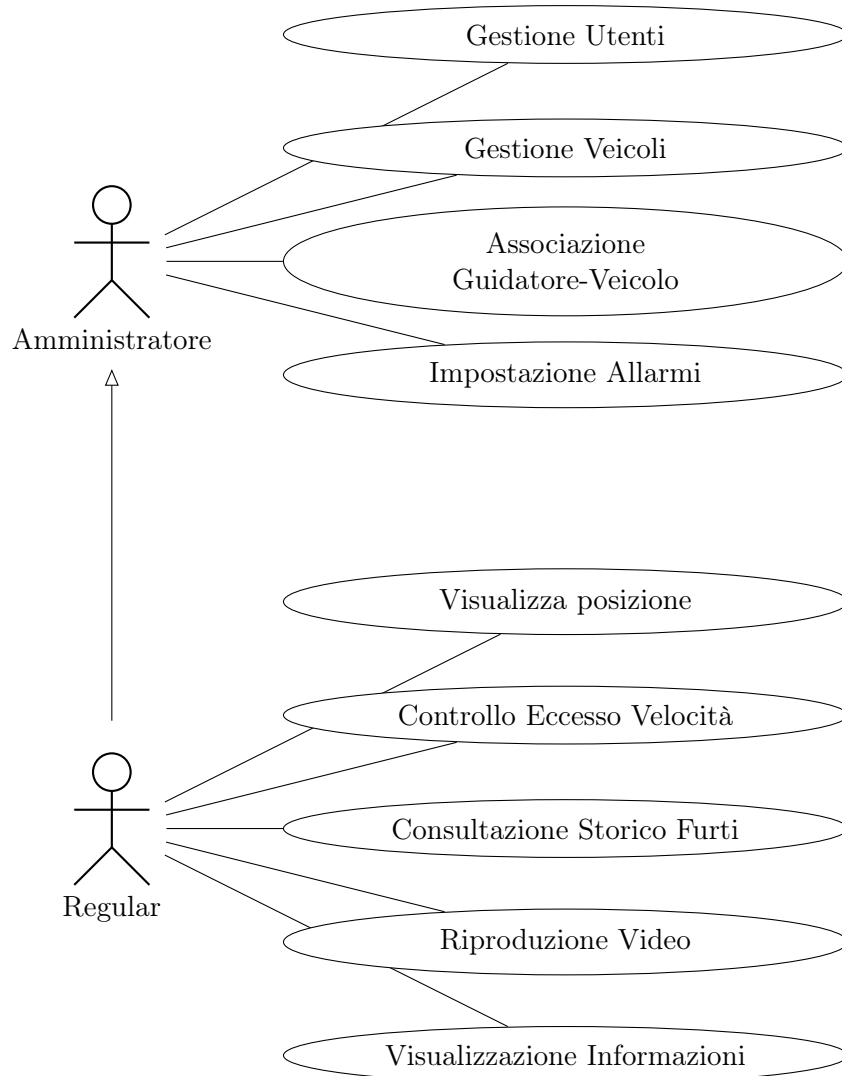 Gestione Utenti
Gestione Veicoli
Associazione
Guidatore-Veicolo
Amministratore
Impostazione Allarmi
Visualizza posizione
Controllo Eccesso Velocità
Consultazione Storico Furti
Regular
Riproduzione Video
Visualizzazione Informazioni